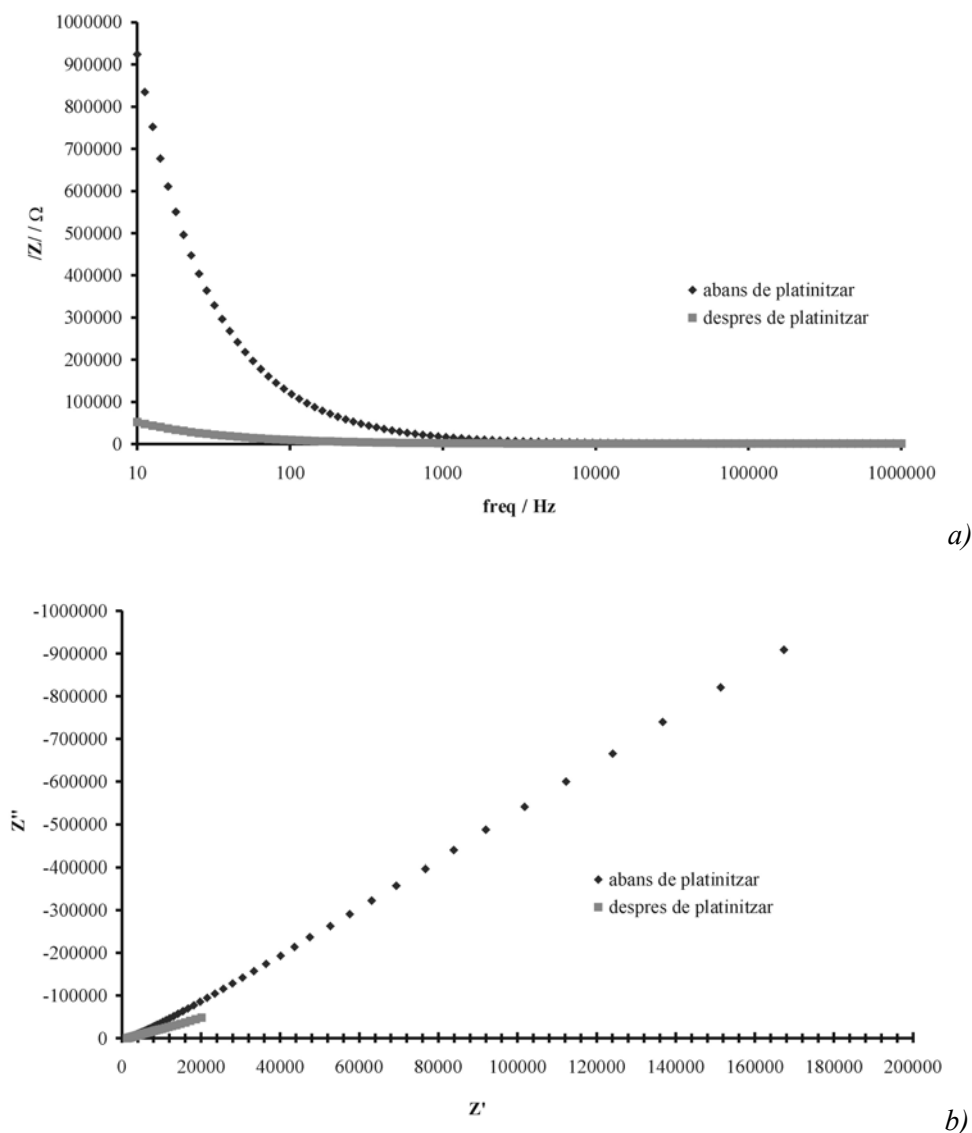 1000000
900000
800000
700000
600000
500000
400000
300000
200000
100000
0
/Z/ / Ω
abans de platinitzar
despres de platinitzar
10 100 1000 10000 100000 1000000
freq / Hz
a)
-1000000
-900000
-800000
-700000
-600000
-500000
-400000
-300000
-200000
-100000
0
Z''
abans de platinitzar
despres de platinitzar
0 20000 40000 60000 80000 100000 120000 140000 160000 180000 200000
Z'
b)